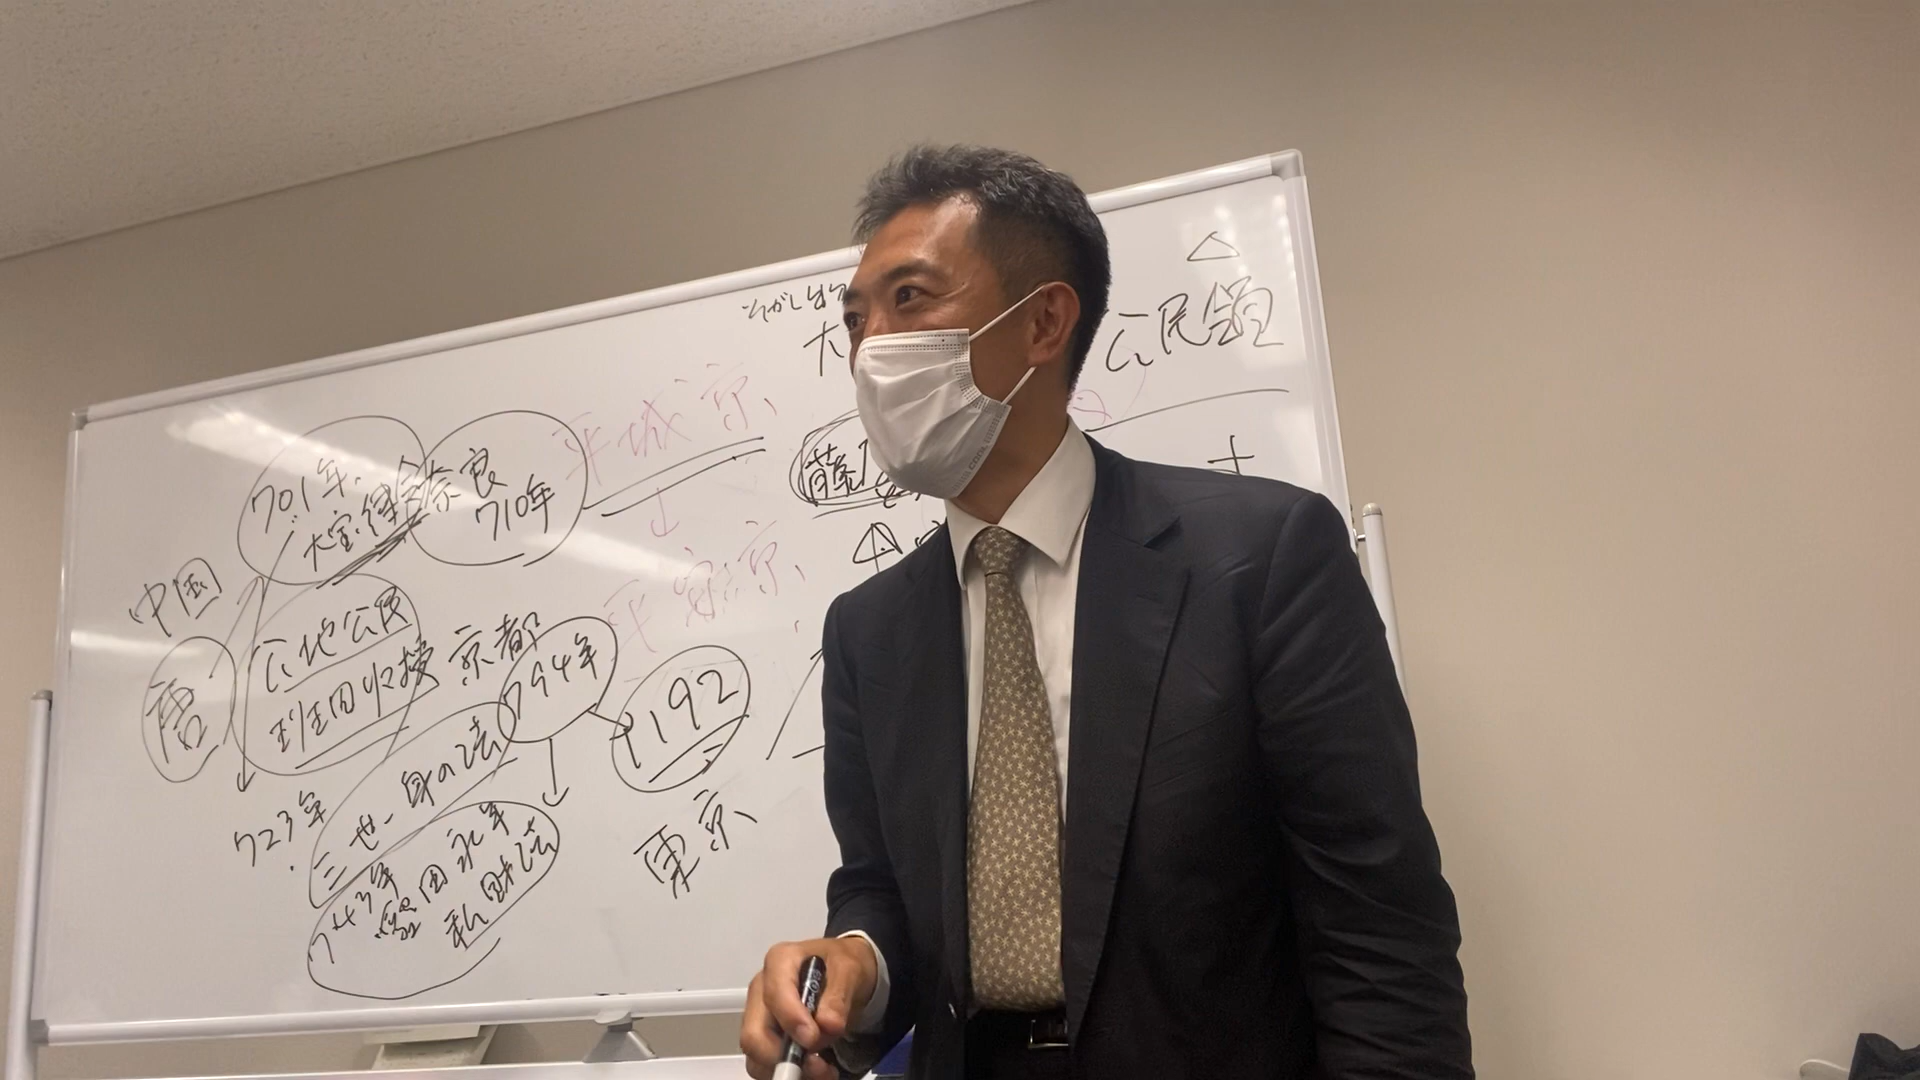 701年
大宝律令
奈良
710年
平城京
平安京
中国
唐
公地公民
班田収授
京都
794年
1192
東京
723年
三世一身の法
743年
墾田永年
私財法
大
公民領
藤